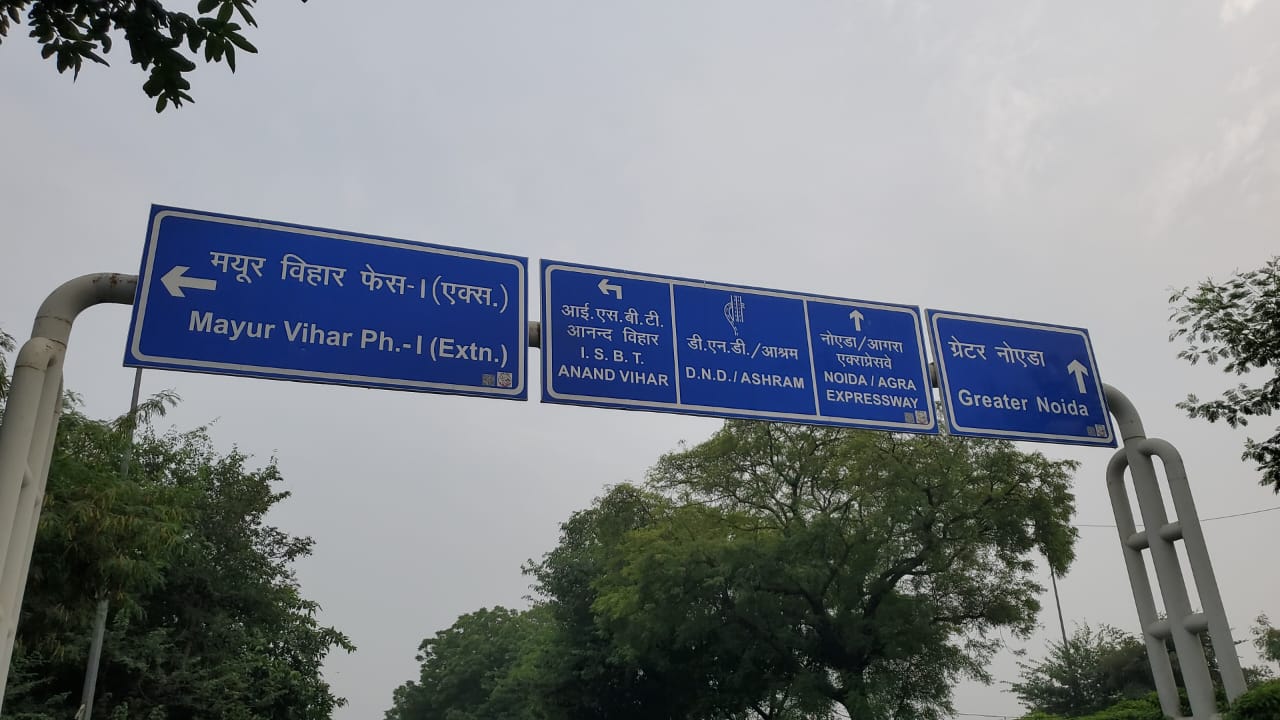 मयूर विहार फेस-I (एक्स.)
Mayur Vihar Ph.-I (Extn.)
आई.एस.बी.टी.
आनन्द विहार
I. S. B. T.
ANAND VIHAR
डी.एन.डी./आश्रम
D.N.D./ ASHRAM
नोएडा/आगरा
एक्सप्रेसवे
NOIDA / AGRA
EXPRESSWAY
ग्रेटर नोएडा
Greater Noida